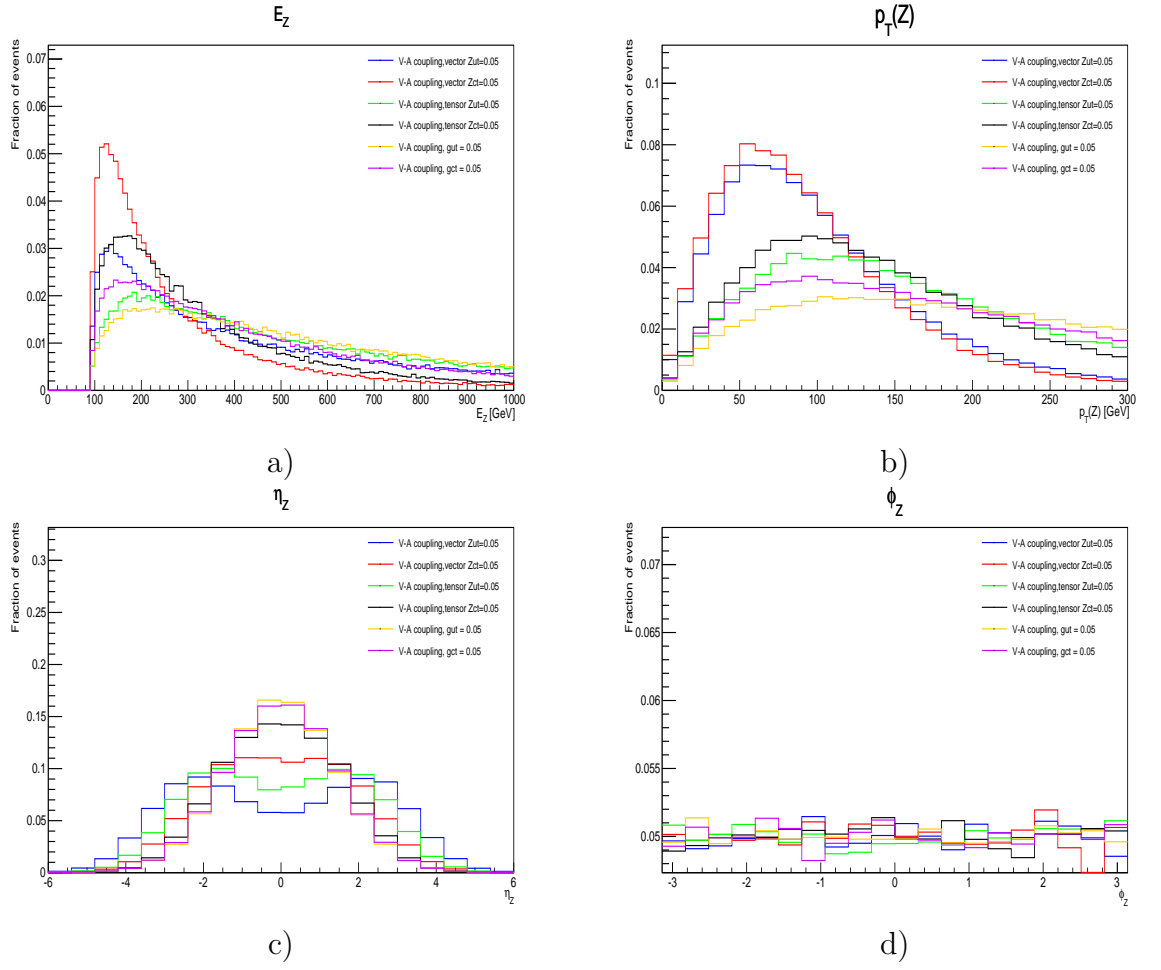 E_Z
Fraction of events
0.07
0.06
0.05
0.04
0.03
0.02
0.01
0
V-A coupling,vector Zut=0.05
V-A coupling,vector Zct=0.05
V-A coupling,tensor Zut=0.05
V-A coupling,tensor Zct=0.05
V-A coupling, gut = 0.05
V-A coupling, gct = 0.05
0 100 200 300 400 500 600 700 800 900 1000
E_Z [GeV]
a)
p_T(Z)
Fraction of events
0.1
0.08
0.06
0.04
0.02
0
V-A coupling,vector Zut=0.05
V-A coupling,vector Zct=0.05
V-A coupling,tensor Zut=0.05
V-A coupling,tensor Zct=0.05
V-A coupling, gut = 0.05
V-A coupling, gct = 0.05
0 50 100 150 200 250 300
p_T(Z) [GeV]
b)
η_Z
Fraction of events
0.3
0.25
0.2
0.15
0.1
0.05
0
V-A coupling,vector Zut=0.05
V-A coupling,vector Zct=0.05
V-A coupling,tensor Zut=0.05
V-A coupling,tensor Zct=0.05
V-A coupling, gut = 0.05
V-A coupling, gct = 0.05
-6 -4 -2 0 2 4 6
η_Z
c)
ϕ_Z
Fraction of events
0.07
0.065
0.06
0.055
0.05
V-A coupling,vector Zut=0.05
V-A coupling,vector Zct=0.05
V-A coupling,tensor Zut=0.05
V-A coupling,tensor Zct=0.05
V-A coupling, gut = 0.05
V-A coupling, gct = 0.05
-3 -2 -1 0 1 2 3
ϕ_Z
d)